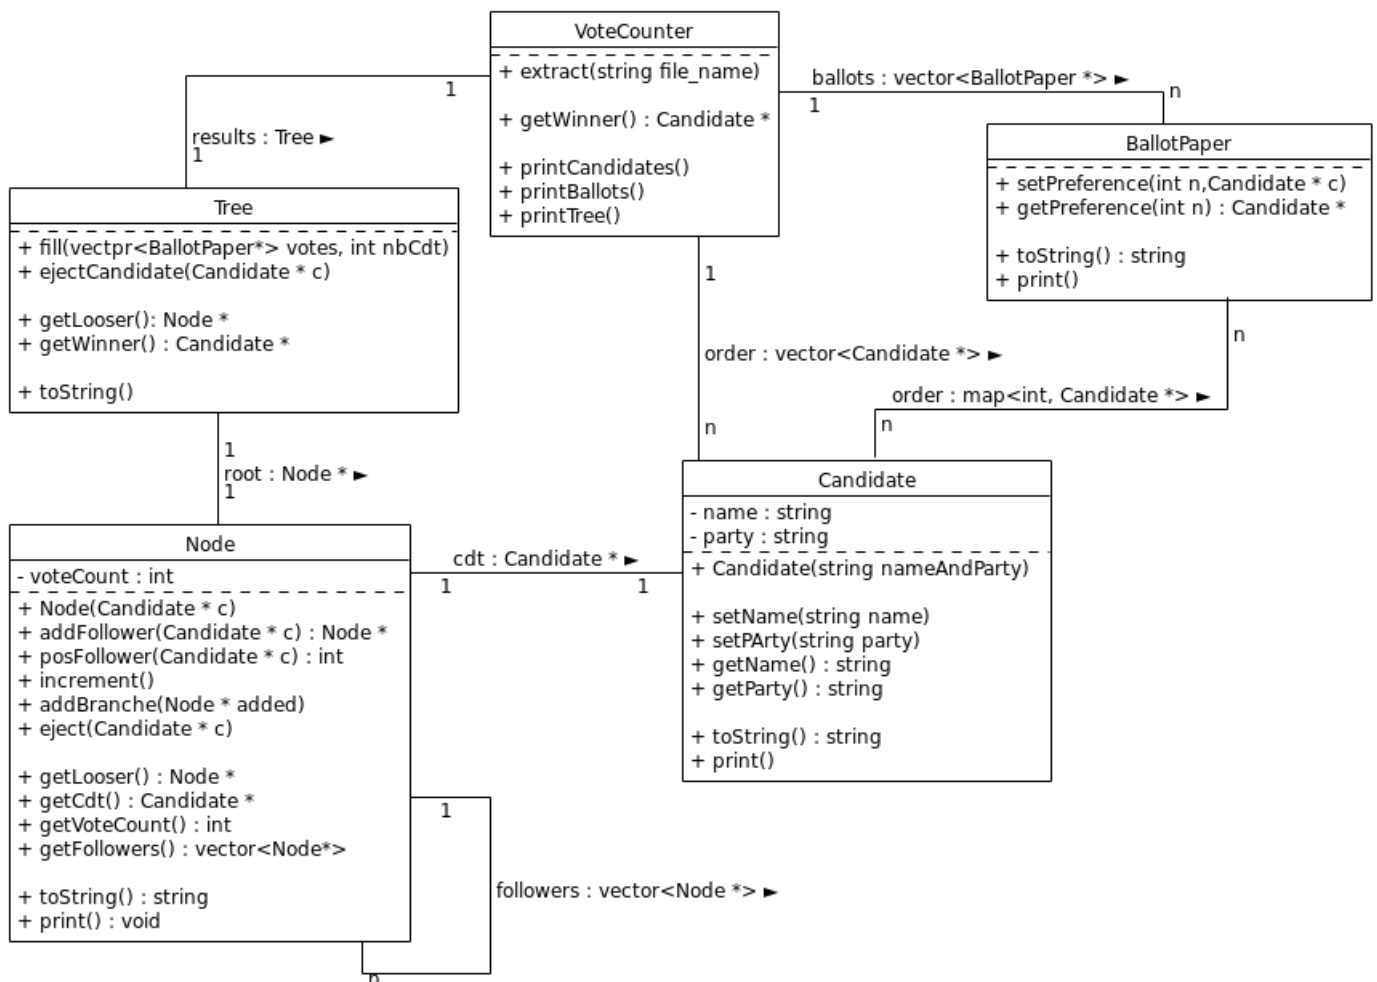 VoteCounter
+ extract(string file_name)
+ getWinner() : Candidate *
+ printCandidates()
+ printBallots()
+ printTree()
1
results : Tree ►
1
ballots : vector<BallotPaper *> ►
1
n
BallotPaper
+ setPreference(int n,Candidate * c)
+ getPreference(int n) : Candidate *
+ toString() : string
+ print()
Tree
+ fill(vectpr<BallotPaper*> votes, int nbCdt)
+ ejectCandidate(Candidate * c)
+ getLooser(): Node *
+ getWinner() : Candidate *
+ toString()
1
order : vector<Candidate *> ►
n
n
order : map<int, Candidate *> ►
n
1
root : Node * ►
1
Candidate
- name : string
- party : string
+ Candidate(string nameAndParty)
+ setName(string name)
+ setPArty(string party)
+ getName() : string
+ getParty() : string
+ toString() : string
+ print()
Node
- voteCount : int
+ Node(Candidate * c)
+ addFollower(Candidate * c) : Node *
+ posFollower(Candidate * c) : int
+ increment()
+ addBranche(Node * added)
+ eject(Candidate * c)
+ getLooser() : Node *
+ getCdt() : Candidate *
+ getVoteCount() : int
+ getFollowers() : vector<Node*>
+ toString() : string
+ print() : void
cdt : Candidate * ►
1
1
1
followers : vector<Node *> ►
n